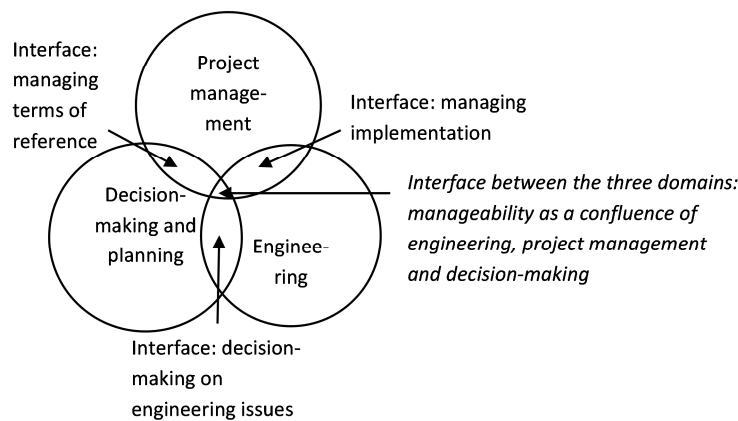 Interface:
managing
terms of
reference
Project
manage-
ment
Interface: managing
implementation
Interface between the three domains:
manageability as a confluence of
engineering, project management
and decision-making
Decision-
making and
planning
Enginee-
ring
Interface: decision-
making on
engineering issues